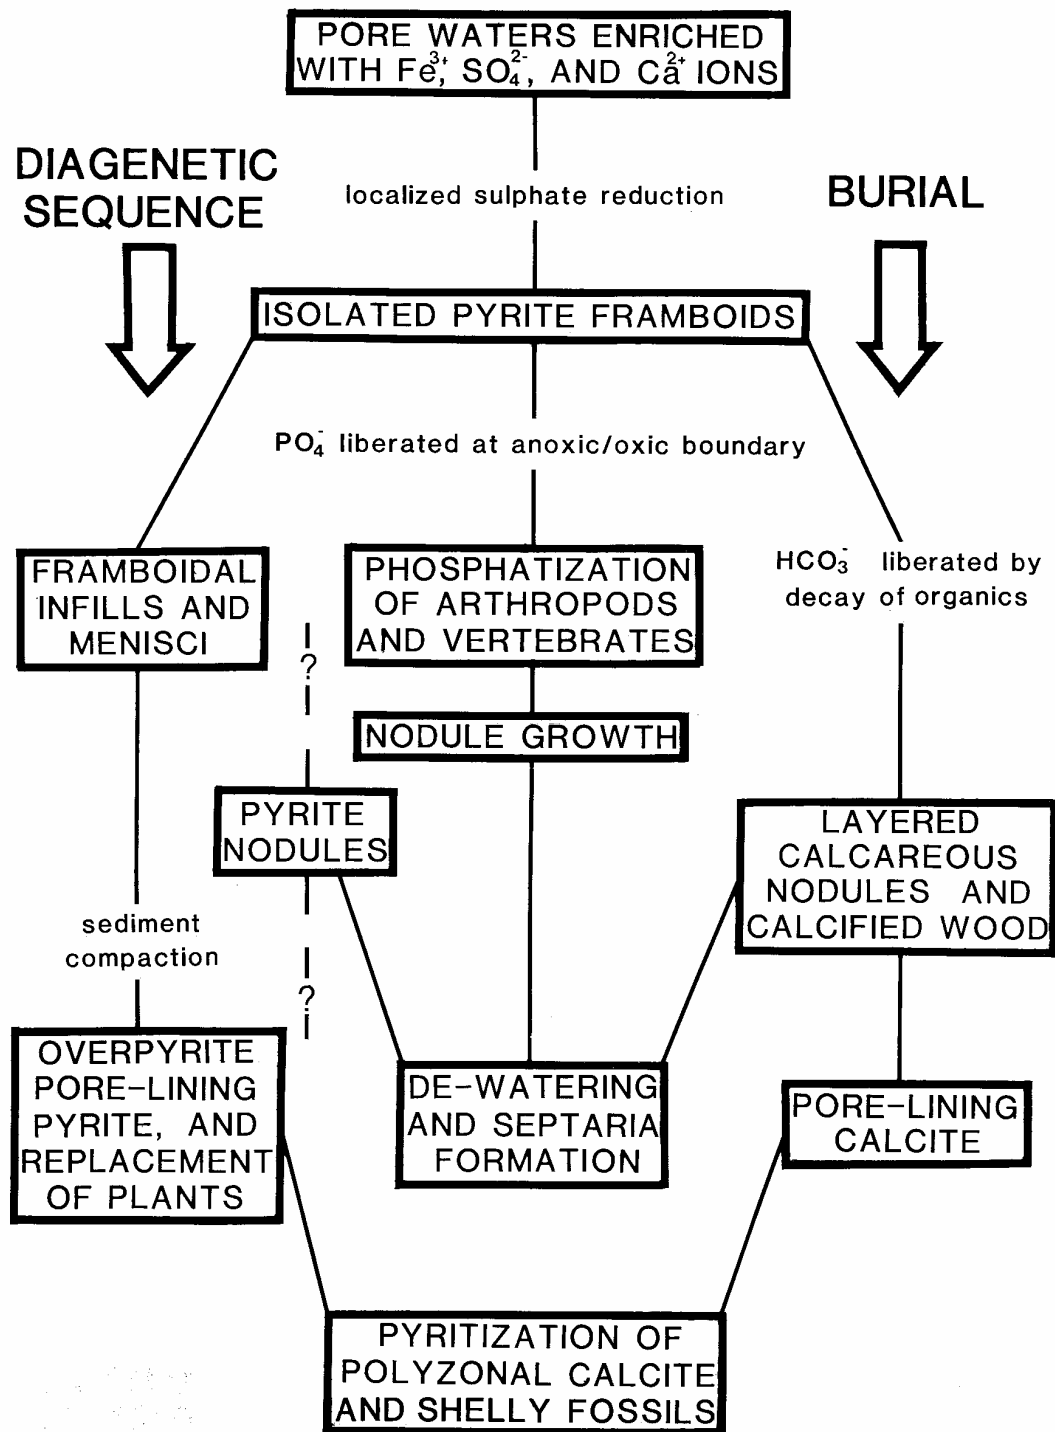 PORE WATERS ENRICHED
WITH Fe³⁺, SO₄²⁻, AND Ca²⁺ IONS
DIAGENETIC
SEQUENCE
localized sulphate reduction
BURIAL
ISOLATED PYRITE FRAMBOIDS
PO₄⁻ liberated at anoxic/oxic boundary
FRAMBOIDAL
INFILLS AND
MENISCI
PHOSPHATIZATION
OF ARTHROPODS
AND VERTEBRATES
HCO₃⁻ liberated by
decay of organics
?
NODULE GROWTH
PYRITE
NODULES
LAYERED
CALCAREOUS
NODULES AND
CALCIFIED WOOD
sediment
compaction
?
OVERPYRITE
PORE-LINING
PYRITE, AND
REPLACEMENT
OF PLANTS
DE-WATERING
AND SEPTARIA
FORMATION
PORE-LINING
CALCITE
PYRITIZATION OF
POLYZONAL CALCITE
AND SHELLY FOSSILS